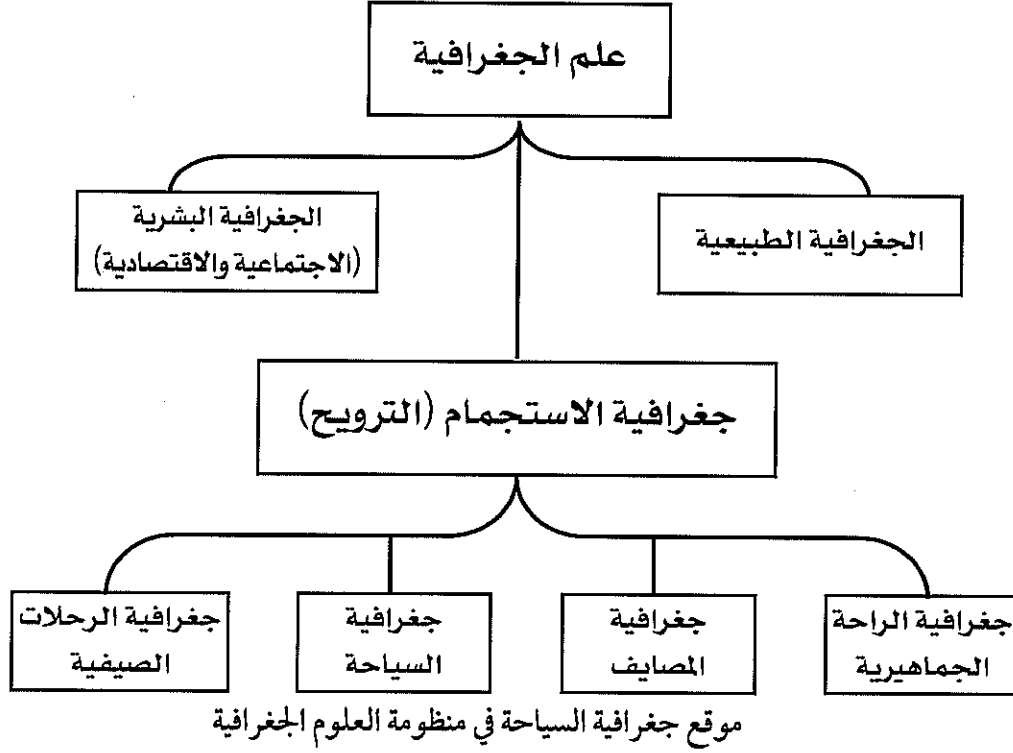 علم الجغرافية
الجغرافية الطبيعية
الجغرافية البشرية
(الاجتماعية والاقتصادية)
جغرافية الاستجمام (الترويح)
جغرافية الراحة
الجماهيرية
جغرافية
المصايف
جغرافية
السياحة
جغرافية الرحلات
الصيفية
موقع جغرافية السياحة في منظومة العلوم الجغرافية